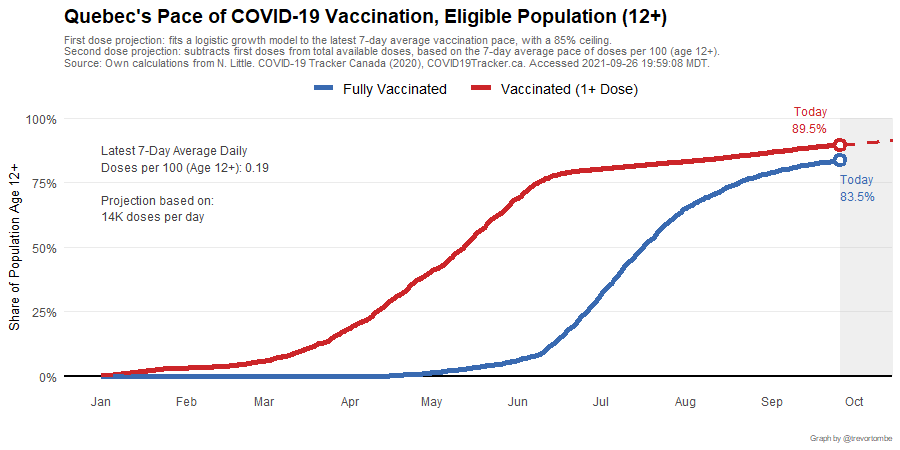 Quebec's Pace of COVID-19 Vaccination, Eligible Population (12+)
First dose projection: fits a logistic growth model to the latest 7-day average vaccination pace, with a 85% ceiling.
Second dose projection: subtracts first doses from total available doses, based on the 7-day average pace of doses per 100 (age 12+).
Source: Own calculations from N. Little. COVID-19 Tracker Canada (2020), COVID19Tracker.ca. Accessed 2021-09-26 19:59:08 MDT.
Fully Vaccinated
Vaccinated (1+ Dose)
Today
89.5%
100%
Latest 7-Day Average Daily
Doses per 100 (Age 12+): 0.19
Today
83.5%
75%
Projection based on:
14K doses per day
50%
25%
0%
Share of Population Age 12+
Jan
Feb
Mar
Apr
May
Jun
Jul
Aug
Sep
Oct
Graph by @trevortombe